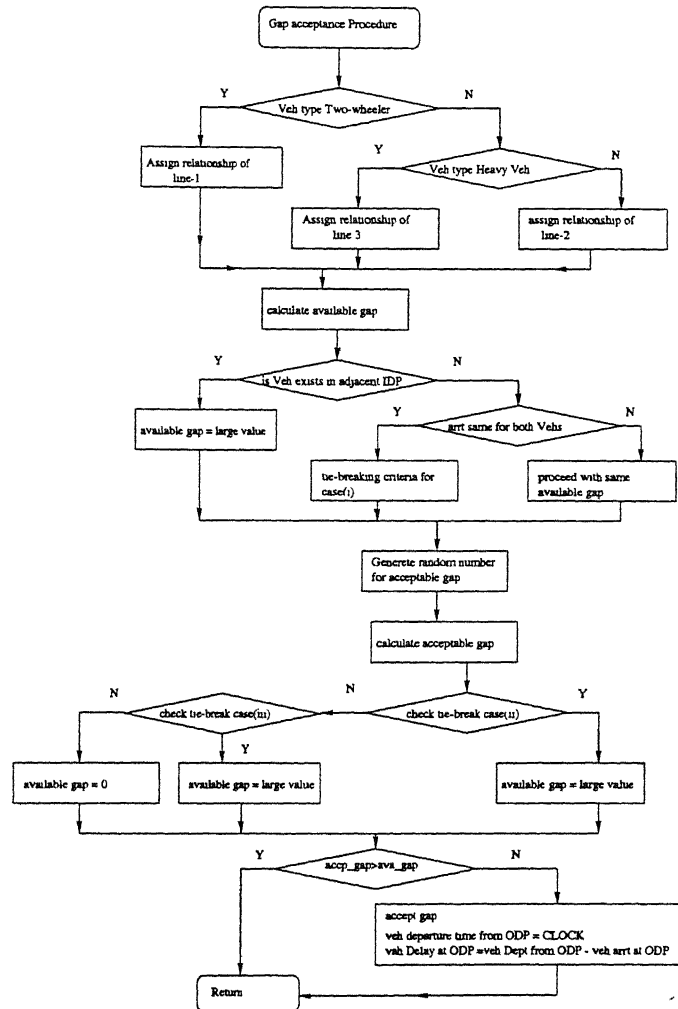 Gap acceptance Procedure
Y
N
Veh type Two-wheeler
Y
N
Assign relationship of
line-1
Veh type Heavy Veh
Assign relationship of
line 3
assign relationship of
line-2
calculate available gap
Y
N
is Veh exists in adjacent IDP
Y
N
available gap = large value
arrt same for both Vehs
tie-breaking criteria for
case(i)
proceed with same
available gap
Generete random number
for acceptable gap
calculate acceptable gap
N
N
Y
check tie-break case(iii)
check tie-break case(ii)
Y
available gap = 0
available gap = large value
available gap = large value
Y
N
accp_gap>ava_gap
accept gap
veh departure time from ODP = CLOCK
veh Delay at ODP =veh Dept from ODP - veh arrt at ODP
Return